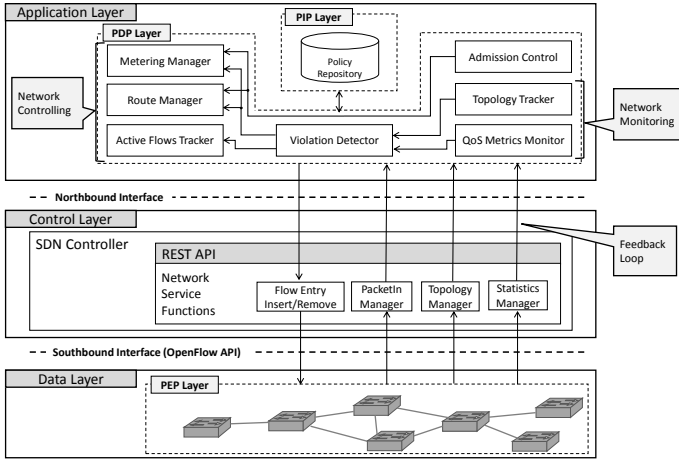 Application Layer
PDP Layer
PIP Layer
Policy
Repository
Metering Manager
Admission Control
Network
Controlling
Route Manager
Topology Tracker
Network
Monitoring
Active Flows Tracker
Violation Detector
QoS Metrics Monitor
Northbound Interface
Control Layer
SDN Controller
Feedback
Loop
REST API
Network
Service
Functions
Flow Entry
Insert/Remove
PacketIn
Manager
Topology
Manager
Statistics
Manager
Southbound Interface (OpenFlow API)
Data Layer
PEP Layer